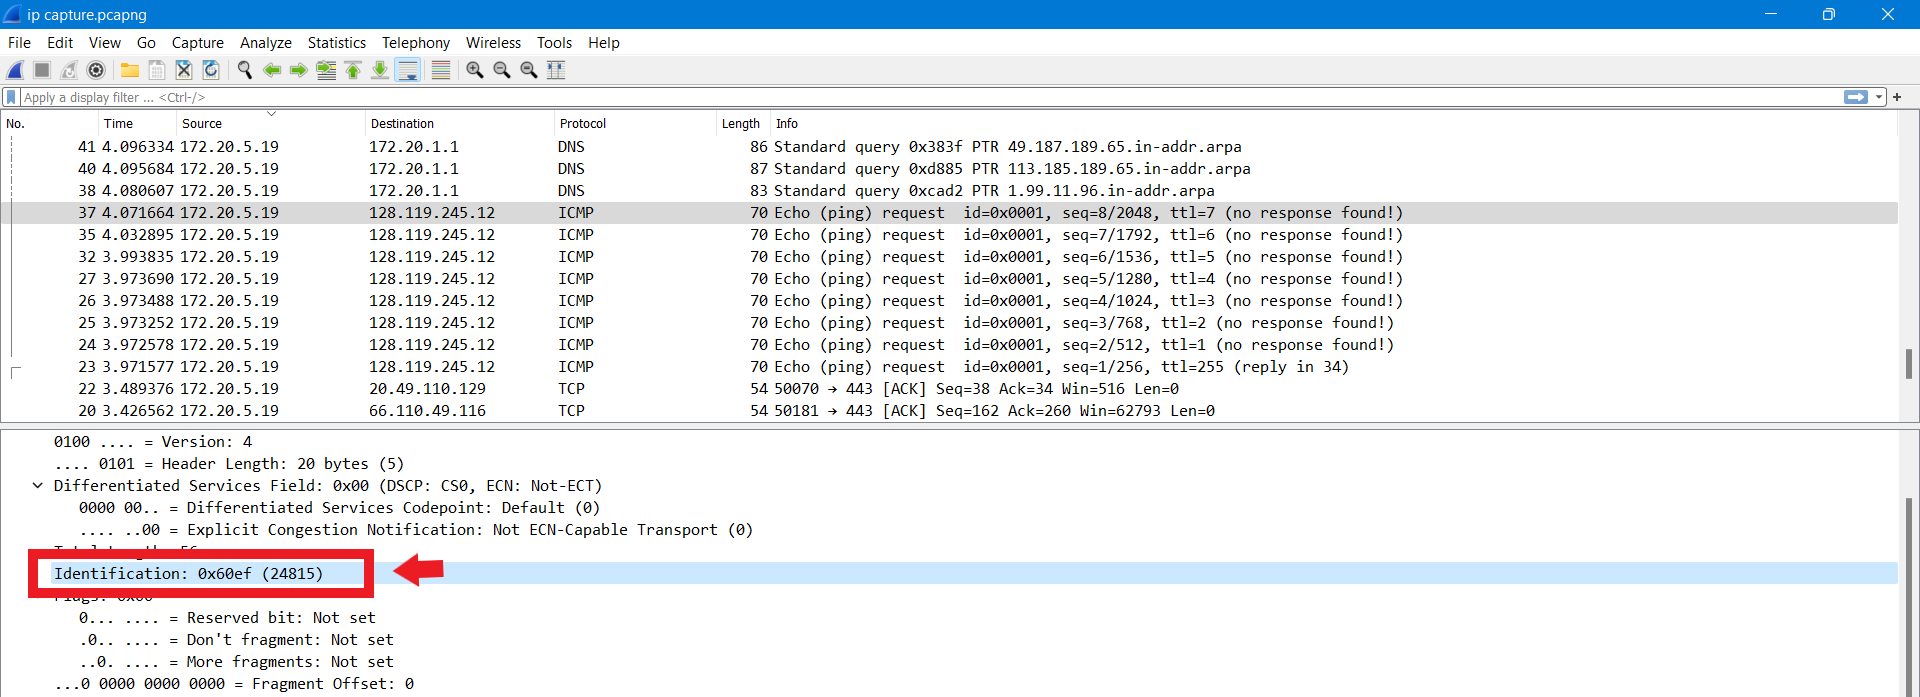 ip capture.pcapng
File Edit View Go Capture Analyze Statistics Telephony Wireless Tools Help
Apply a display filter ... <Ctrl-/>
No. Time Source Destination Protocol Length Info
41 4.096334 172.20.5.19 172.20.1.1 DNS 86 Standard query 0x383f PTR 49.187.189.65.in-addr.arpa
40 4.095684 172.20.5.19 172.20.1.1 DNS 87 Standard query 0xd885 PTR 113.185.189.65.in-addr.arpa
38 4.080607 172.20.5.19 172.20.1.1 DNS 83 Standard query 0xcad2 PTR 1.99.11.96.in-addr.arpa
37 4.071664 172.20.5.19 128.119.245.12 ICMP 70 Echo (ping) request id=0x0001, seq=8/2048, ttl=7 (no response found!)
35 4.032895 172.20.5.19 128.119.245.12 ICMP 70 Echo (ping) request id=0x0001, seq=7/1792, ttl=6 (no response found!)
32 3.993835 172.20.5.19 128.119.245.12 ICMP 70 Echo (ping) request id=0x0001, seq=6/1536, ttl=5 (no response found!)
27 3.973690 172.20.5.19 128.119.245.12 ICMP 70 Echo (ping) request id=0x0001, seq=5/1280, ttl=4 (no response found!)
26 3.973488 172.20.5.19 128.119.245.12 ICMP 70 Echo (ping) request id=0x0001, seq=4/1024, ttl=3 (no response found!)
25 3.973252 172.20.5.19 128.119.245.12 ICMP 70 Echo (ping) request id=0x0001, seq=3/768, ttl=2 (no response found!)
24 3.972578 172.20.5.19 128.119.245.12 ICMP 70 Echo (ping) request id=0x0001, seq=2/512, ttl=1 (no response found!)
23 3.971577 172.20.5.19 128.119.245.12 ICMP 70 Echo (ping) request id=0x0001, seq=1/256, ttl=255 (reply in 34)
22 3.489376 172.20.5.19 20.49.110.129 TCP 54 50070 → 443 [ACK] Seq=38 Ack=34 Win=516 Len=0
20 3.426562 172.20.5.19 66.110.49.116 TCP 54 50181 → 443 [ACK] Seq=162 Ack=260 Win=62793 Len=0
0100 .... = Version: 4
.... 0101 = Header Length: 20 bytes (5)
Differentiated Services Field: 0x00 (DSCP: CS0, ECN: Not-ECT)
0000 00.. = Differentiated Services Codepoint: Default (0)
.... ..00 = Explicit Congestion Notification: Not ECN-Capable Transport (0)
Identification: 0x60ef (24815)
0... .... = Reserved bit: Not set
.0.. .... = Don't fragment: Not set
..0. .... = More fragments: Not set
...0 0000 0000 0000 = Fragment Offset: 0